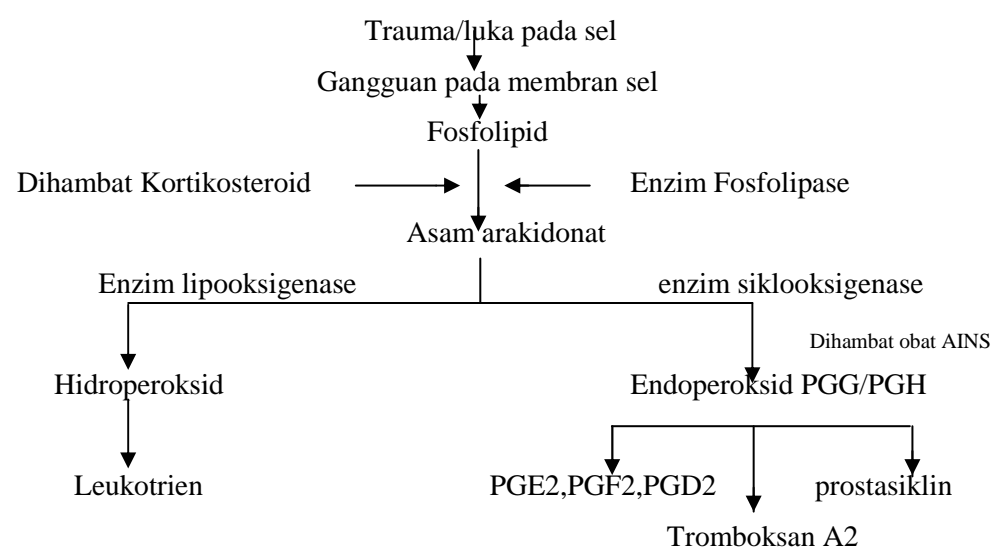 Trauma/luka pada sel
Gangguan pada membran sel
Fosfolipid
Dihambat Kortikosteroid
Enzim Fosfolipase
Asam arakidonat
Enzim lipooksigenase
enzim siklooksigenase
Dihambat obat AINS
Hidroperoksid
Endoperoksid PGG/PGH
Leukotrien
PGE2,PGF2,PGD2
prostasiklin
Tromboksan A2